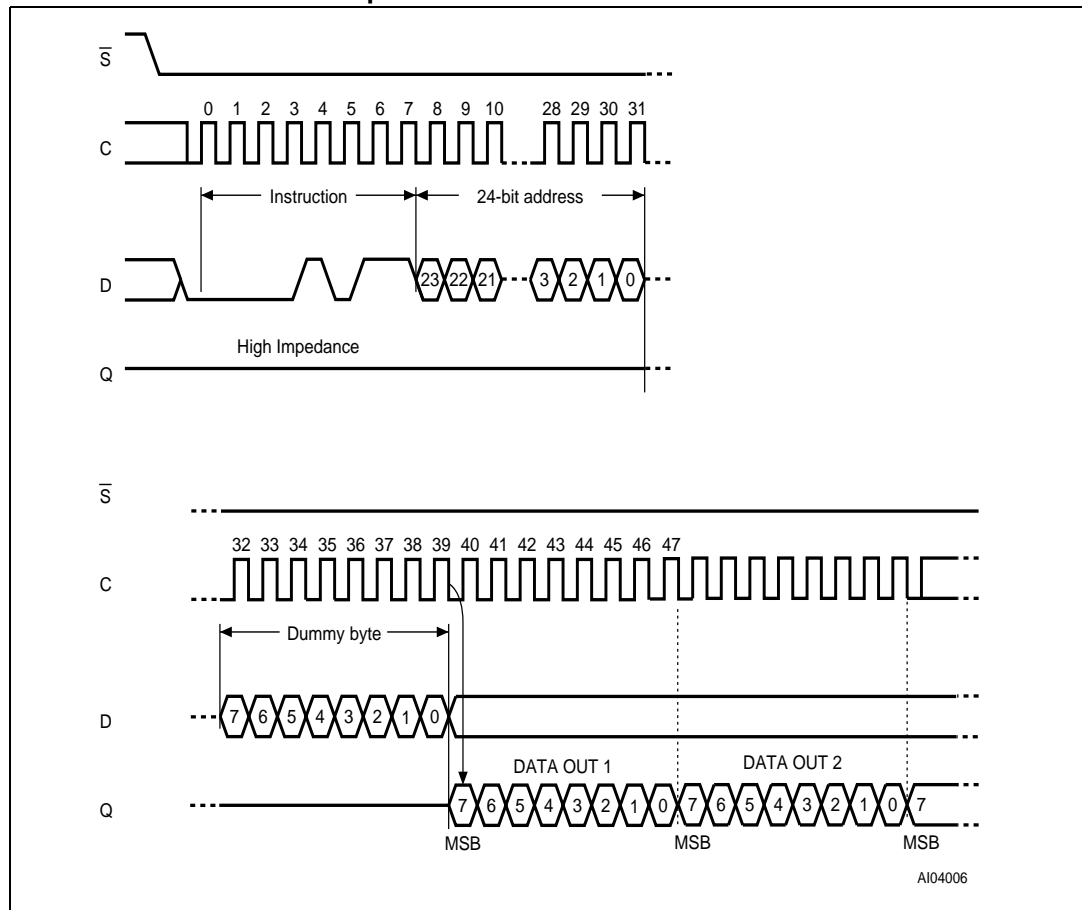 S
0 1 2 3 4 5 6 7 8 9 10 28 29 30 31
C
Instruction 24-bit address
D
23 22 21 3 2 1 0
High Impedance
Q
S
32 33 34 35 36 37 38 39 40 41 42 43 44 45 46 47
C
Dummy byte
D
7 6 5 4 3 2 1 0
DATA OUT 1 DATA OUT 2
Q
7 6 5 4 3 2 1 0 7 6 5 4 3 2 1 0 7
MSB MSB MSB
AI04006